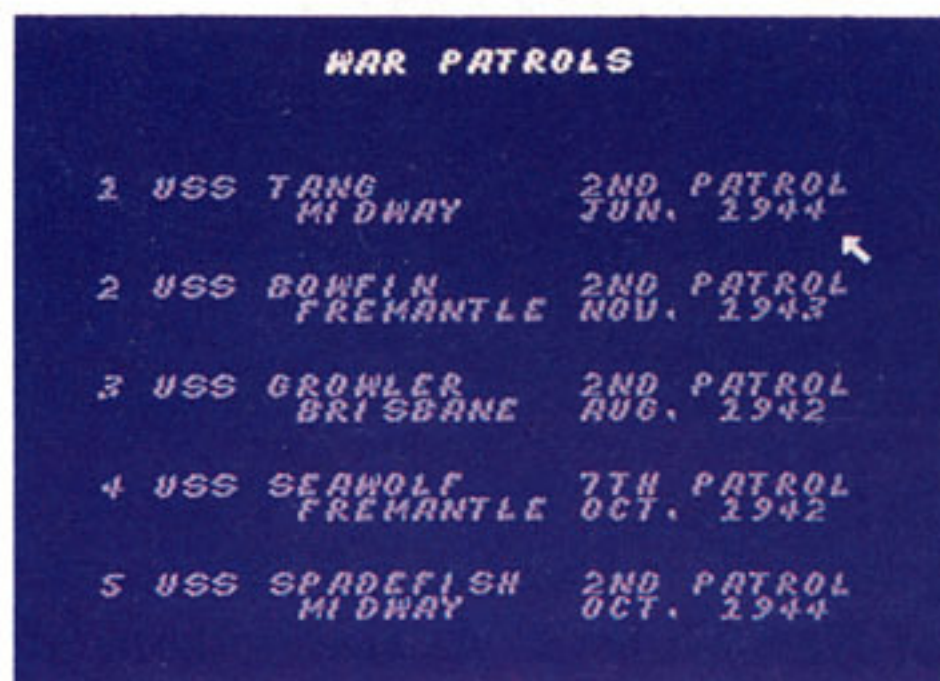 WAR PATROLS
1 USS TANG 2ND PATROL
MIDWAY JUN. 1944
2 USS BOWFIN 2ND PATROL
FREMANTLE NOV. 1943
3 USS GROWLER 2ND PATROL
BRISBANE AUG. 1942
4 USS SEAWOLF 7TH PATROL
FREMANTLE OCT. 1942
5 USS SPADEFISH 2ND PATROL
MIDWAY OCT. 1944